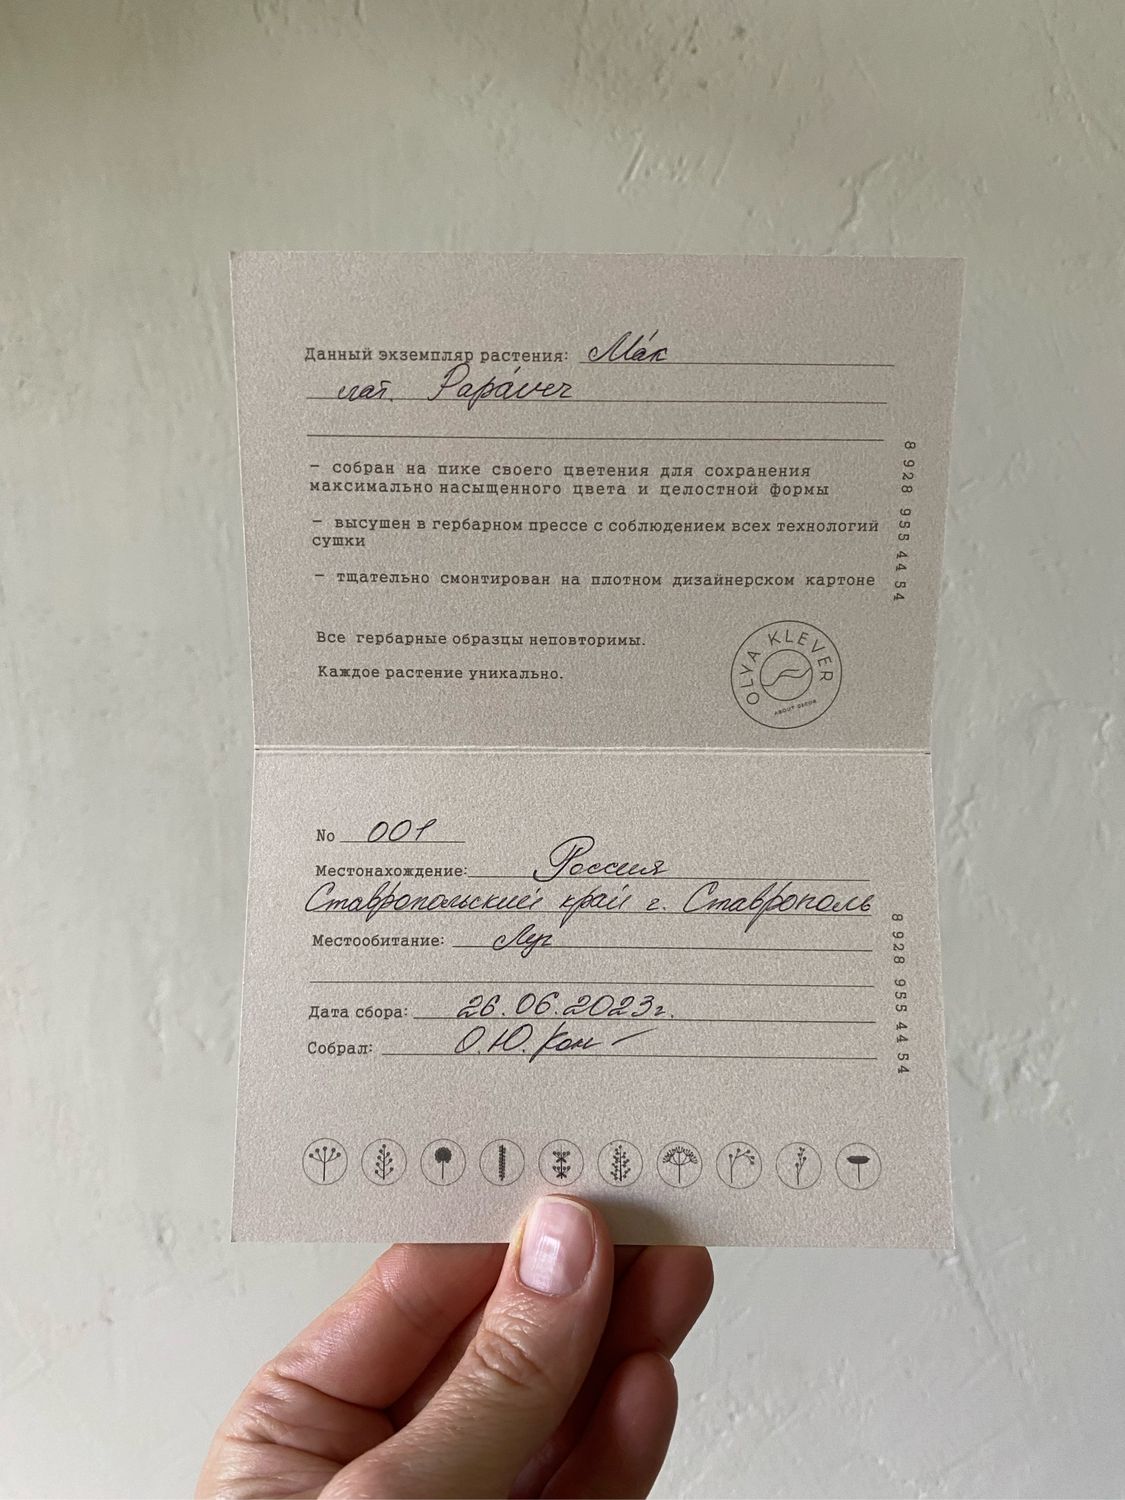 Данный экземпляр растения: Ма́к
лат. Papáver
– собран на пике своего цветения для сохранения
максимально насыщенного цвета и целостной формы
– высушен в гербарном прессе с соблюдением всех технологий
сушки
– тщательно смонтирован на плотном дизайнерском картоне
Все гербарные образцы неповторимы.
Каждое растение уникально.
8 928 955 44 54
OLYA KLEVER
ABOUT DECOR
No 001
Местонахождение: Россия
Ставропольский край г. Ставрополь
Местообитание: Луг
Дата сбора: 26.06.2023г.
Собрал: О.Ю.
8 928 955 44 54